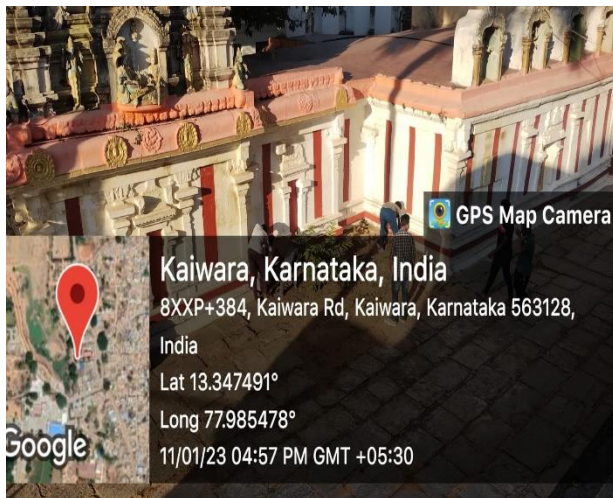 GPS Map Camera
Kaiwara, Karnataka, India
8XXP+384, Kaiwara Rd, Kaiwara, Karnataka 563128,
India
Lat 13.347491°
Long 77.985478°
11/01/23 04:57 PM GMT +05:30
Google